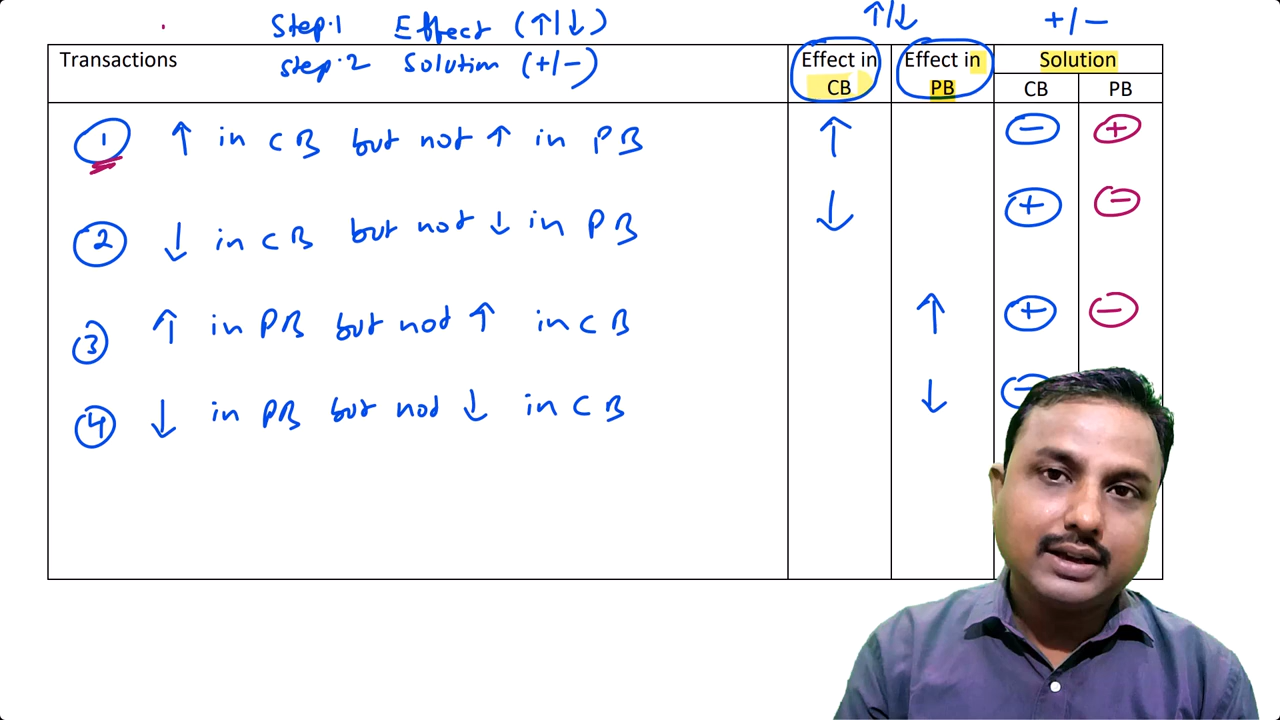 Step.1 Effect (↑/↓) ↑/↓ +/-
Transactions step.2 Solution (+/-) Effect in CB Effect in PB Solution
CB PB
1 ↑ in CB but not ↑ in PB ↑ - +
2 ↓ in CB but not ↓ in PB ↓ + -
3 ↑ in PB but not ↑ in CB ↑ + -
4 ↓ in PB but not ↓ in CB ↓ -